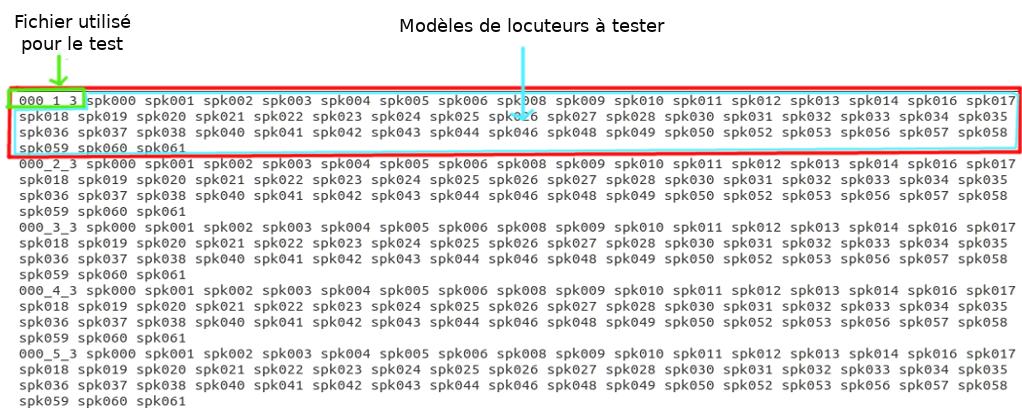 Fichier utilisé
pour le test
Modèles de locuteurs à tester
000_1_3 spk000 spk001 spk002 spk003 spk004 spk005 spk006 spk008 spk009 spk010 spk011 spk012 spk013 spk014 spk016 spk017
spk018 spk019 spk020 spk021 spk022 spk023 spk024 spk025 spk026 spk027 spk028 spk030 spk031 spk032 spk033 spk034 spk035
spk036 spk037 spk038 spk040 spk041 spk042 spk043 spk044 spk046 spk048 spk049 spk050 spk052 spk053 spk056 spk057 spk058
spk059 spk060 spk061
000_2_3 spk000 spk001 spk002 spk003 spk004 spk005 spk006 spk008 spk009 spk010 spk011 spk012 spk013 spk014 spk016 spk017
spk018 spk019 spk020 spk021 spk022 spk023 spk024 spk025 spk026 spk027 spk028 spk030 spk031 spk032 spk033 spk034 spk035
spk036 spk037 spk038 spk040 spk041 spk042 spk043 spk044 spk046 spk048 spk049 spk050 spk052 spk053 spk056 spk057 spk058
spk059 spk060 spk061
000_3_3 spk000 spk001 spk002 spk003 spk004 spk005 spk006 spk008 spk009 spk010 spk011 spk012 spk013 spk014 spk016 spk017
spk018 spk019 spk020 spk021 spk022 spk023 spk024 spk025 spk026 spk027 spk028 spk030 spk031 spk032 spk033 spk034 spk035
spk036 spk037 spk038 spk040 spk041 spk042 spk043 spk044 spk046 spk048 spk049 spk050 spk052 spk053 spk056 spk057 spk058
spk059 spk060 spk061
000_4_3 spk000 spk001 spk002 spk003 spk004 spk005 spk006 spk008 spk009 spk010 spk011 spk012 spk013 spk014 spk016 spk017
spk018 spk019 spk020 spk021 spk022 spk023 spk024 spk025 spk026 spk027 spk028 spk030 spk031 spk032 spk033 spk034 spk035
spk036 spk037 spk038 spk040 spk041 spk042 spk043 spk044 spk046 spk048 spk049 spk050 spk052 spk053 spk056 spk057 spk058
spk059 spk060 spk061
000_5_3 spk000 spk001 spk002 spk003 spk004 spk005 spk006 spk008 spk009 spk010 spk011 spk012 spk013 spk014 spk016 spk017
spk018 spk019 spk020 spk021 spk022 spk023 spk024 spk025 spk026 spk027 spk028 spk030 spk031 spk032 spk033 spk034 spk035
spk036 spk037 spk038 spk040 spk041 spk042 spk043 spk044 spk046 spk048 spk049 spk050 spk052 spk053 spk056 spk057 spk058
spk059 spk060 spk061